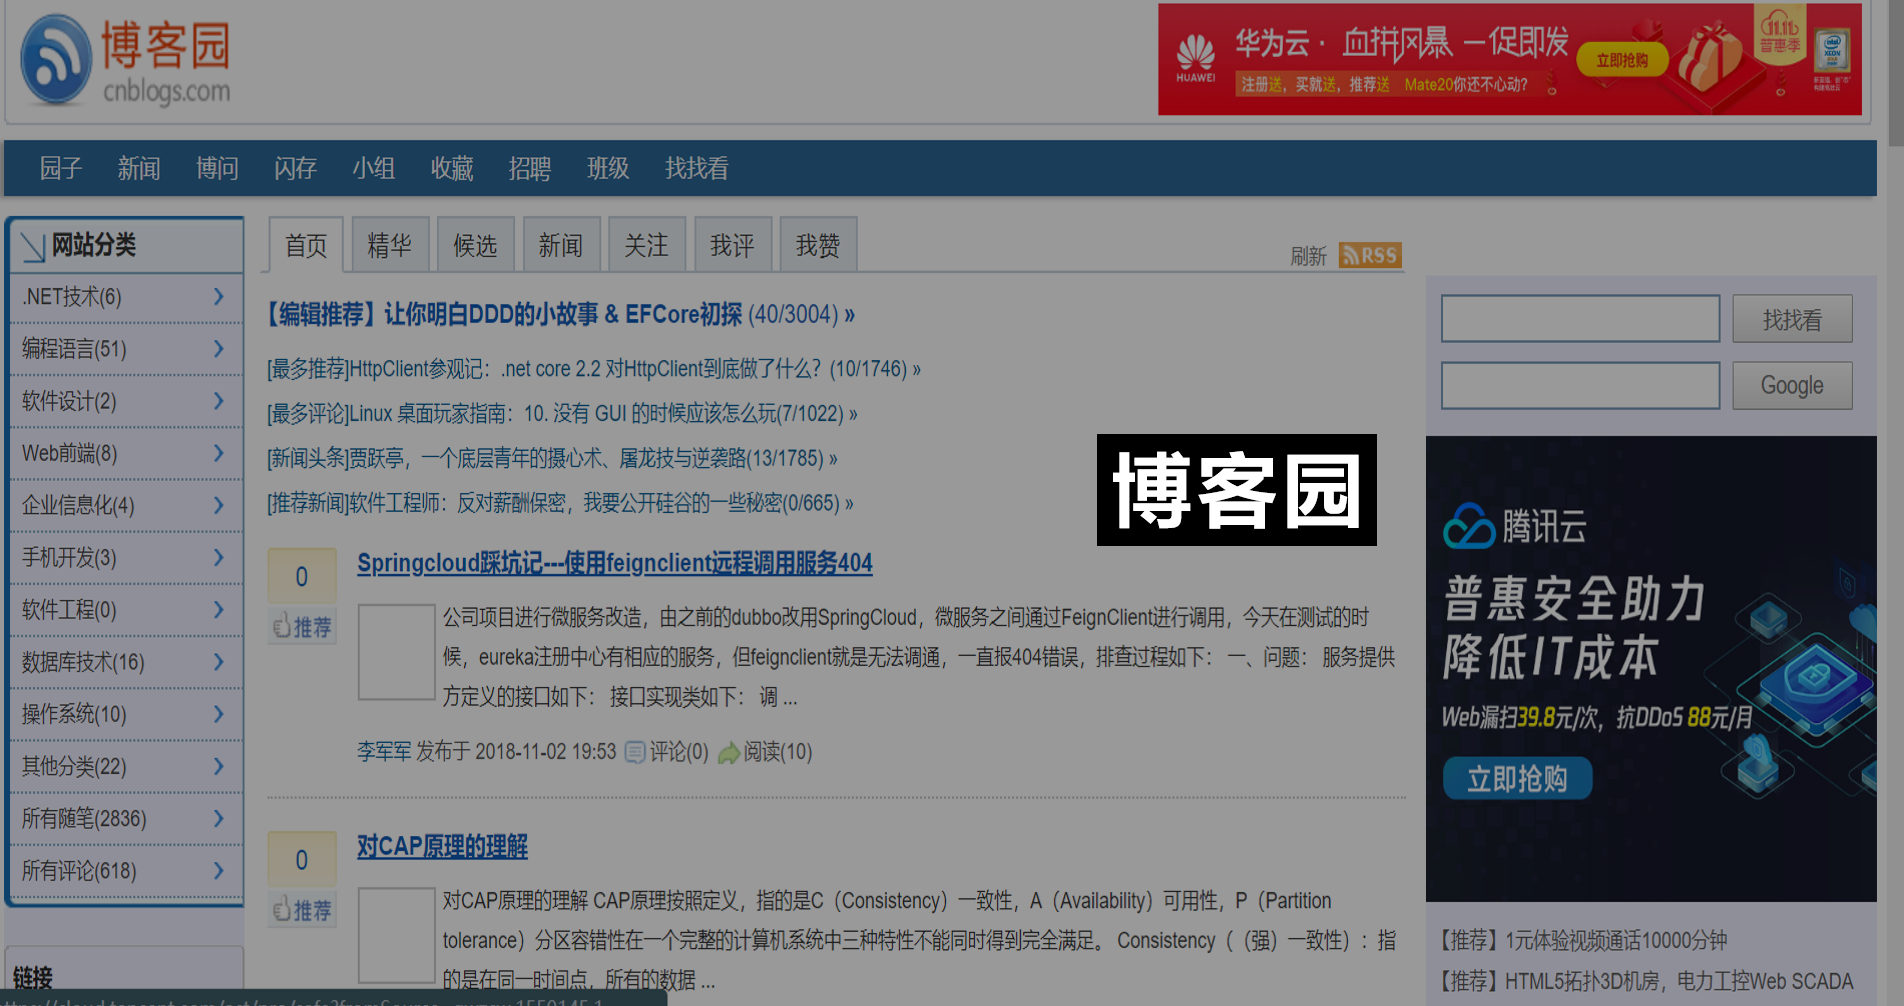 博客园
cnblogs.com
HUAWEI
华为云· 血拼风暴 一促即发
注册送，买就送，推荐送 Mate20你还不心动？
立即抢购
11.11
普惠季
intel
XEON
园子 新闻 博问 闪存 小组 收藏 招聘 班级 找找看
网站分类
.NET技术(6)
编程语言(51)
软件设计(2)
Web前端(8)
企业信息化(4)
手机开发(3)
软件工程(0)
数据库技术(16)
操作系统(10)
其他分类(22)
所有随笔(2836)
所有评论(618)
链接
首页 精华 候选 新闻 关注 我评 我赞
刷新 RSS
【编辑推荐】让你明白DDD的小故事 & EFCore初探 (40/3004) »
[最多推荐]HttpClient参观记：.net core 2.2 对HttpClient到底做了什么？(10/1746) »
[最多评论]Linux 桌面玩家指南：10. 没有 GUI 的时候应该怎么玩(7/1022) »
[新闻头条]贾跃亭，一个底层青年的摄心术、屠龙技与逆袭路(13/1785) »
[推荐新闻]软件工程师：反对薪酬保密，我要公开硅谷的一些秘密(0/665) »
博客园
0
推荐
Springcloud踩坑记---使用feignclient远程调用服务404
公司项目进行微服务改造，由之前的dubbo改用SpringCloud，微服务之间通过FeignClient进行调用，今天在测试的时
候，eureka注册中心有相应的服务，但feignclient就是无法调通，一直报404错误，排查过程如下： 一、问题： 服务提供
方定义的接口如下： 接口实现类如下： 调 ...
李军军 发布于 2018-11-02 19:53 评论(0) 阅读(10)
0
推荐
对CAP原理的理解
对CAP原理的理解 CAP原理按照定义，指的是C（Consistency）一致性，A（Availability）可用性，P（Partition
tolerance）分区容错性在一个完整的计算机系统中三种特性不能同时得到完全满足。 Consistency（（强）一致性）：指
的是在同一时间点，所有的数据 ...
找找看
Google
腾讯云
普惠安全助力
降低IT成本
Web漏扫39.8元/次，抗DDoS 88元/月
立即抢购
【推荐】1元体验视频通话10000分钟
【推荐】HTML5拓扑3D机房，电力工控Web SCADA